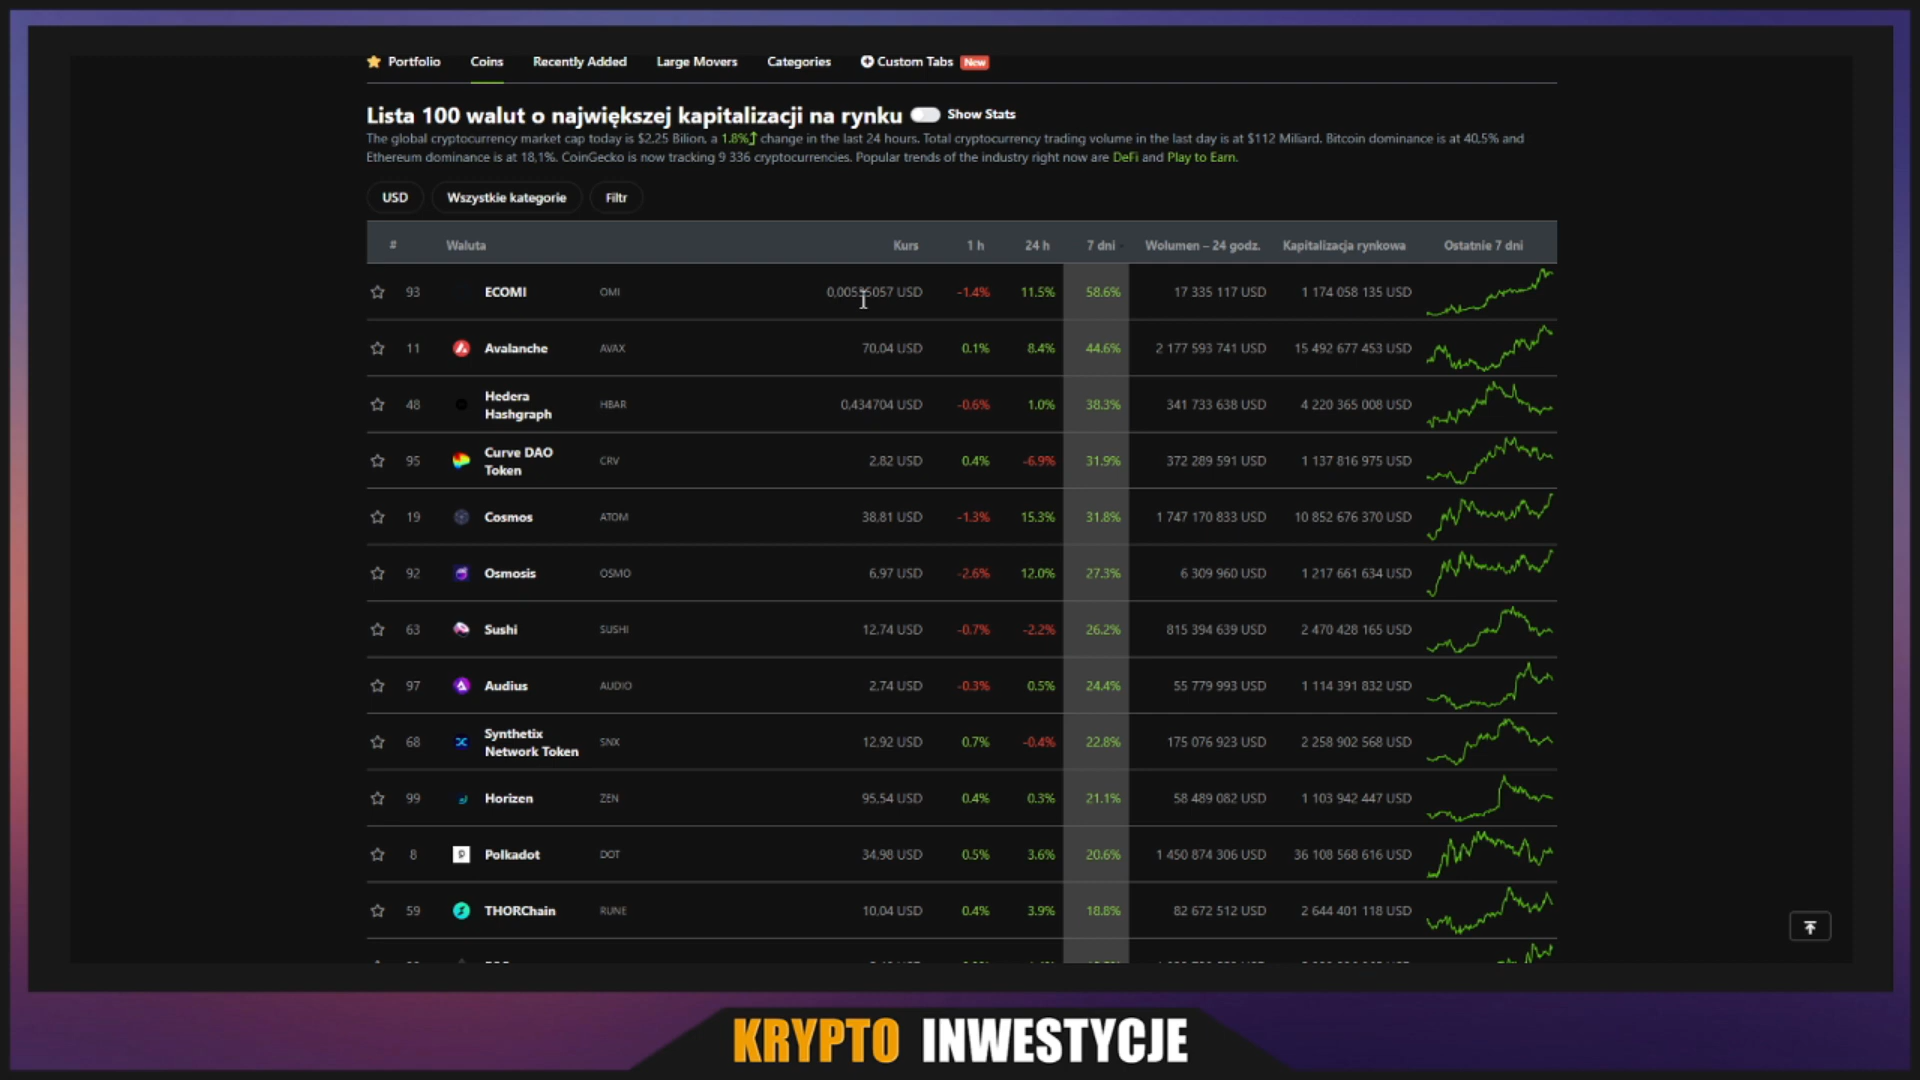 Portfolio Coins Recently Added Large Movers Categories Custom Tabs New
Lista 100 walut o największej kapitalizacji na rynku Show Stats
The global cryptocurrency market cap today is $2,25 Bilion, a 1.8% change in the last 24 hours. Total cryptocurrency trading volume in the last day is at $112 Miliard. Bitcoin dominance is at 40,5% and
Ethereum dominance is at 18,1%. CoinGecko is now tracking 9 336 cryptocurrencies. Popular trends of the industry right now are DeFi and Play to Earn.
USD Wszystkie kategorie Filtr
# Waluta Kurs 1 h 24 h 7 dni Wolumen – 24 godz. Kapitalizacja rynkowa Ostatnie 7 dni
93 ECOMI OMI USD -1.4% 11.5% 58.6% 17 335 117 USD 1 174 058 135 USD
11 Avalanche AVAX 70,04 USD 0.1% 8.4% 44.6% 2 177 593 741 USD 15 492 677 453 USD
48 Hedera Hashgraph HBAR 0,434704 USD -0.6% 1.0% 38.3% 341 733 638 USD 4 220 365 008 USD
95 Curve DAO Token CRV 2,82 USD 0.4% -6.9% 31.9% 372 289 591 USD 1 137 816 975 USD
19 Cosmos ATOM 38,81 USD -1.3% 15.3% 31.8% 1 747 170 833 USD 10 852 676 370 USD
92 Osmosis OSMO 6,97 USD -2.6% 12.0% 27.3% 6 309 960 USD 1 217 661 634 USD
63 Sushi SUSHI 12,74 USD -0.7% -2.2% 26.2% 815 394 639 USD 2 470 428 165 USD
97 Audius AUDIO 2,74 USD -0.3% 0.5% 24.4% 55 779 993 USD 1 114 391 832 USD
68 Synthetix Network Token SNX 12,92 USD 0.7% -0.4% 22.8% 175 076 923 USD 2 258 902 568 USD
99 Horizen ZEN 95,54 USD 0.4% 0.3% 21.1% 58 489 082 USD 1 103 942 447 USD
8 Polkadot DOT 34,98 USD 0.5% 3.6% 20.6% 1 450 874 306 USD 36 108 568 616 USD
59 THORChain RUNE 10,04 USD 0.4% 3.9% 18.8% 82 672 512 USD 2 644 401 118 USD
KRYPTO INWESTYCJE